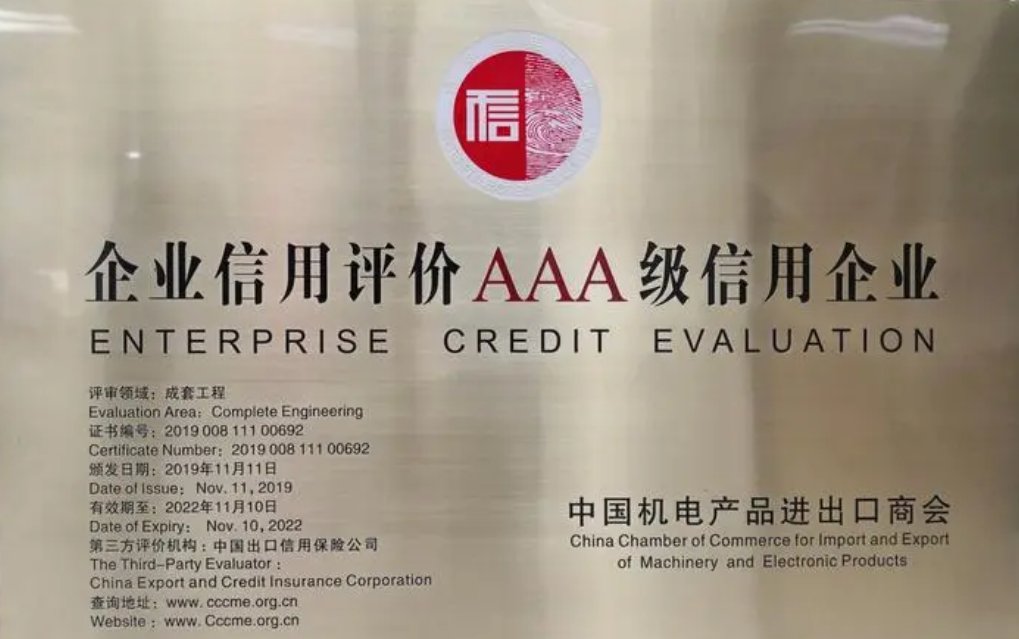 信
企业信用评价AAA级信用企业
ENTERPRISE CREDIT EVALUATION
评审领域：成套工程
Evaluation Area: Complete Engineering
证书编号：2019 008 111 00692
Certificate Number: 2019 008 111 00692
颁发日期：2019年11月11日
Date of Issue: Nov. 11, 2019
有效期至：2022年11月10日
Date of Expiry: Nov. 10, 2022
第三方评价机构：中国出口信用保险公司
The Third-Party Evaluator :
China Export and Credit Insurance Corporation
查询地址：www. cccme.org.cn
Website : www. Cccme.Org.cn
中国机电产品进出口商会
China Chamber of Commerce for Import and Export
of Machinery and Electronic Products